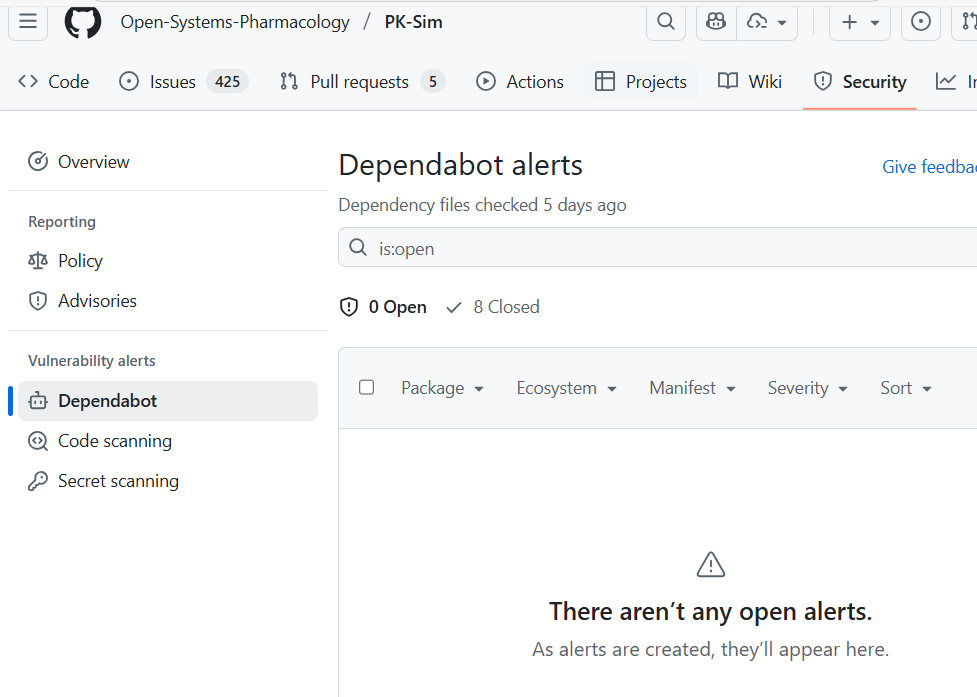 Open-Systems-Pharmacology / PK-Sim
Code Issues 425 Pull requests 5 Actions Projects Wiki Security
Overview
Reporting
Policy
Advisories
Vulnerability alerts
Dependabot
Code scanning
Secret scanning
Dependabot alerts
Give
Dependency files checked 5 days ago
is:open
0 Open 8 Closed
Package Ecosystem Manifest Severity Sort
There aren’t any open alerts.
As alerts are created, they’ll appear here.